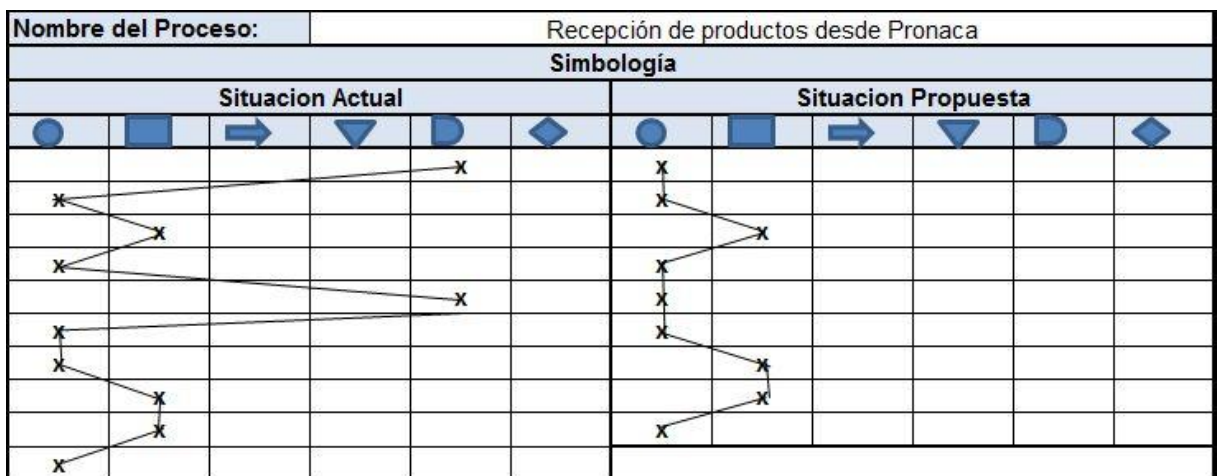 Nombre del Proceso: Recepción de productos desde Pronaca
Simbología
Situacion Actual Situacion Propuesta
X X
X X
X X
X X
X X
X X
X X
X X
X X
X